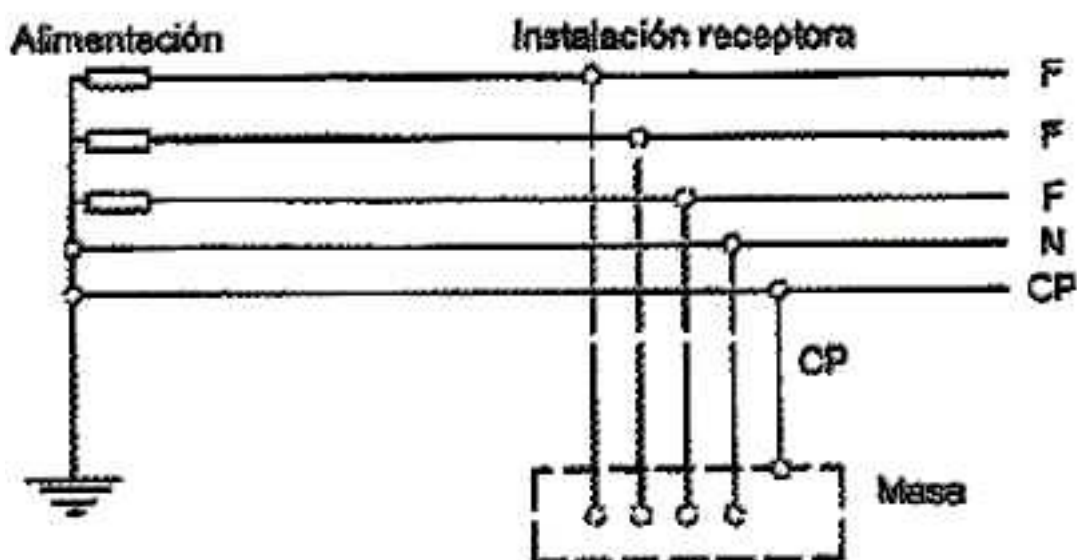 Alimentación
Instalación receptora
F
F
F
N
CP
CP
Masa